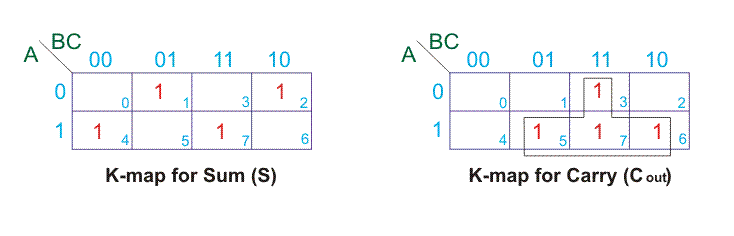 BC BC
A 00 01 11 10 A 00 01 11 10
0 0 1 1 3 1 2 0 0 1 1 3 2
1 1 4 5 1 7 6 1 4 1 5 1 7 1 6
K-map for Sum (S) K-map for Carry (C out)